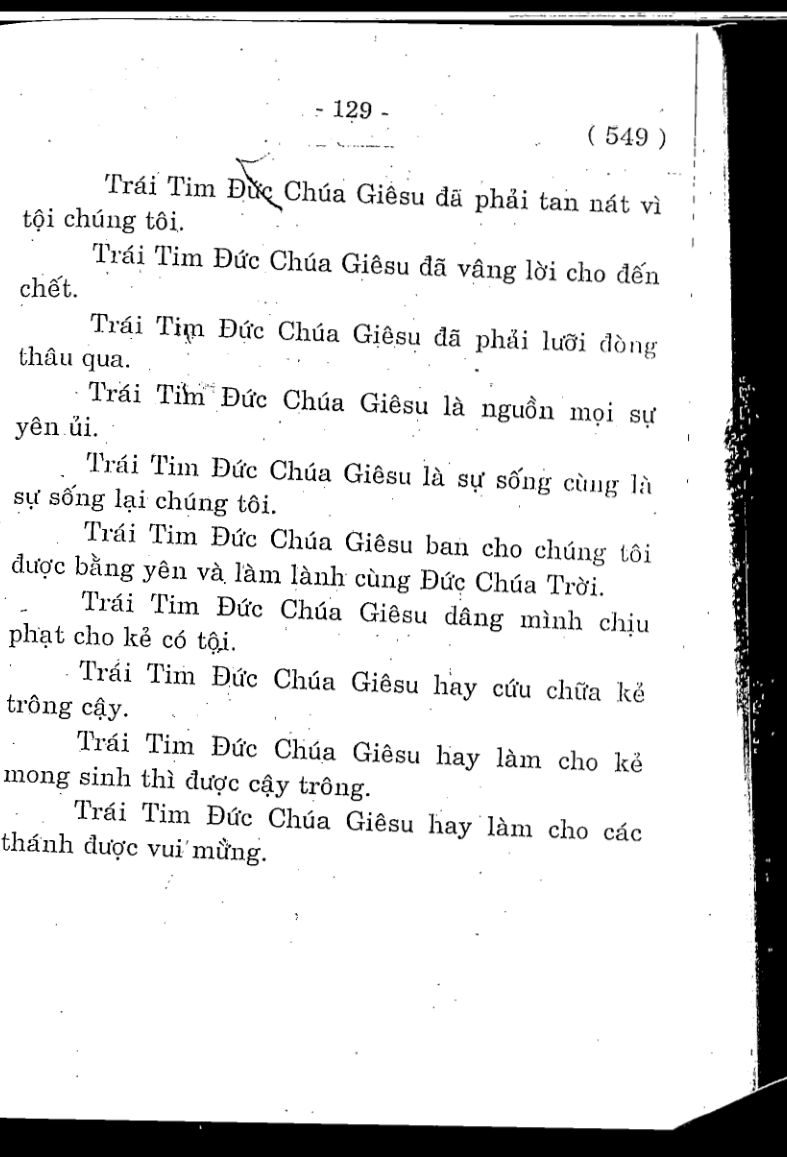 - 129 -
( 549 )
Trái Tim Đức Chúa Giêsu đã phải tan nát vì
tội chúng tôi.
Trái Tim Đức Chúa Giêsu đã vâng lời cho đến
chết.
Trái Tim Đức Chúa Giêsu đã phải lưỡi đòng
thâu qua.
Trái Tim Đức Chúa Giêsu là nguồn mọi sự
yên ủi.
Trái Tim Đức Chúa Giêsu là sự sống cùng là
sự sống lại chúng tôi.
Trái Tim Đức Chúa Giêsu ban cho chúng tôi
được bằng yên và làm lành cùng Đức Chúa Trời.
Trái Tim Đức Chúa Giêsu dâng mình chịu
phạt cho kẻ có tội.
Trái Tim Đức Chúa Giêsu hay cứu chữa kẻ
trông cậy.
Trái Tim Đức Chúa Giêsu hay làm cho kẻ
mong sinh thì được cậy trông.
Trái Tim Đức Chúa Giêsu hay làm cho các
thánh được vui mừng.